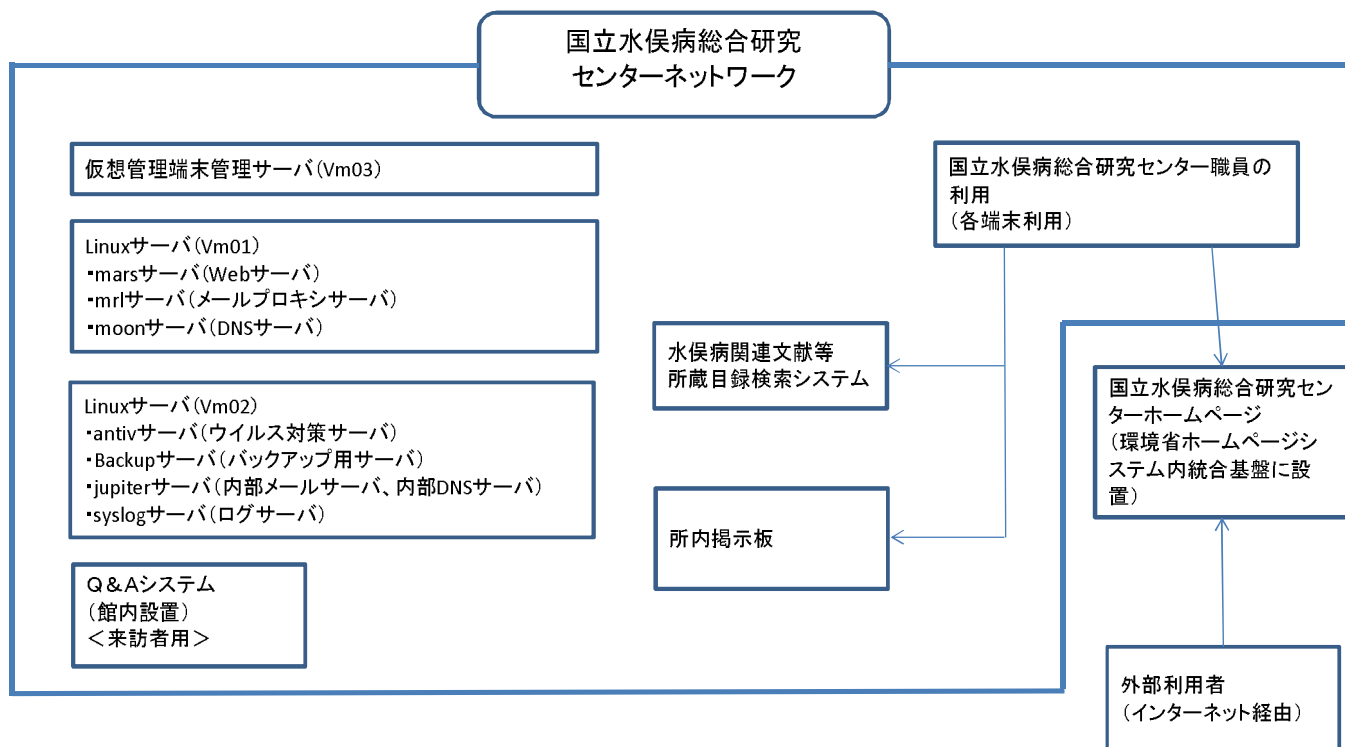 国立水俣病総合研究
センターネットワーク
仮想管理端末管理サーバ(Vm03)
Linuxサーバ(Vm01)
・marsサーバ(Webサーバ)
・mrlサーバ(メールプロキシサーバ)
・moonサーバ(DNSサーバ)
Linuxサーバ(Vm02)
・antivサーバ(ウイルス対策サーバ)
・Backupサーバ(バックアップ用サーバ)
・jupiterサーバ(内部メールサーバ、内部DNSサーバ)
・syslogサーバ(ログサーバ)
Q&Aシステム
(館内設置)
<来訪者用>
水俣病関連文献等
所蔵目録検索システム
所内掲示板
国立水俣病総合研究センター職員の
利用
(各端末利用)
国立水俣病総合研究セン
ターホームページ
(環境省ホームページシ
ステム内統合基盤に設
置)
外部利用者
(インターネット経由)